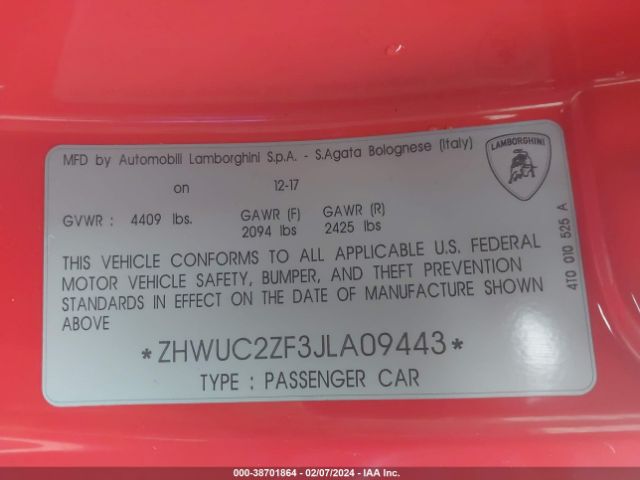 MFD by Automobili Lamborghini S.p.A. - S.Agata Bolognese (Italy)
on 12-17
GVWR : 4409 lbs. GAWR (F) GAWR (R)
2094 lbs 2425 lbs
THIS VEHICLE CONFORMS TO ALL APPLICABLE U.S. FEDERAL
MOTOR VEHICLE SAFETY, BUMPER, AND THEFT PREVENTION
STANDARDS IN EFFECT ON THE DATE OF MANUFACTURE SHOWN
ABOVE
*ZHWUC2ZF3JLA09443*
TYPE : PASSENGER CAR
LAMBORGHINI
4T0 010 525 A
000-38701864 - 02/07/2024 - IAA Inc.